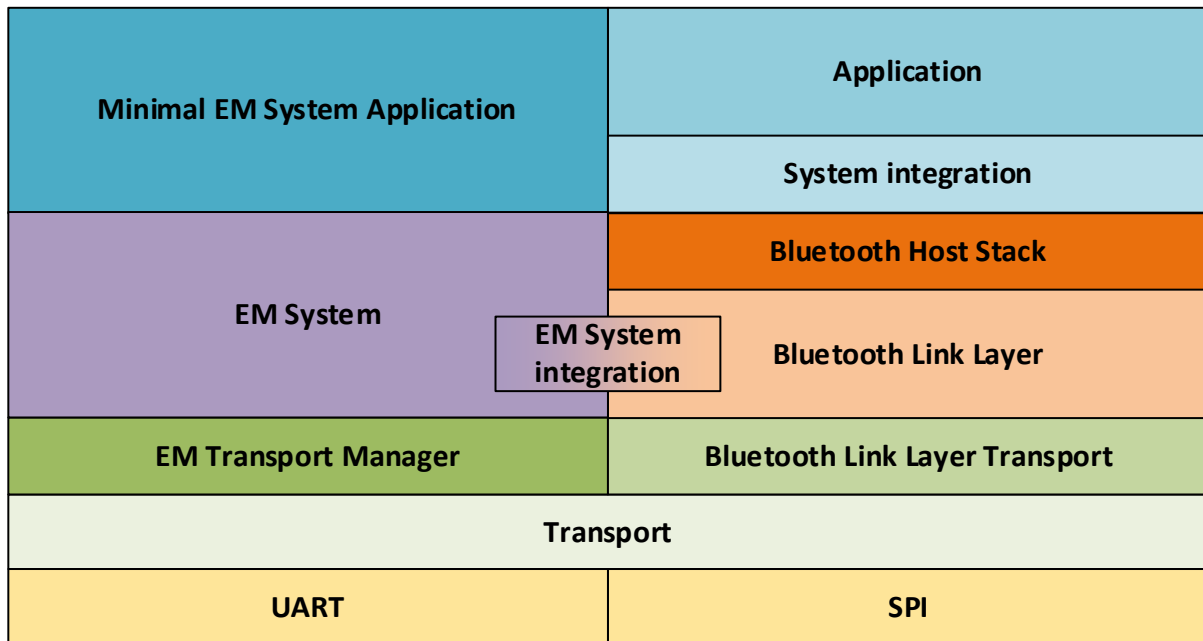 Minimal EM System Application
Application
System integration
EM System
Bluetooth Host Stack
EM System
integration
Bluetooth Link Layer
EM Transport Manager
Bluetooth Link Layer Transport
Transport
UART
SPI